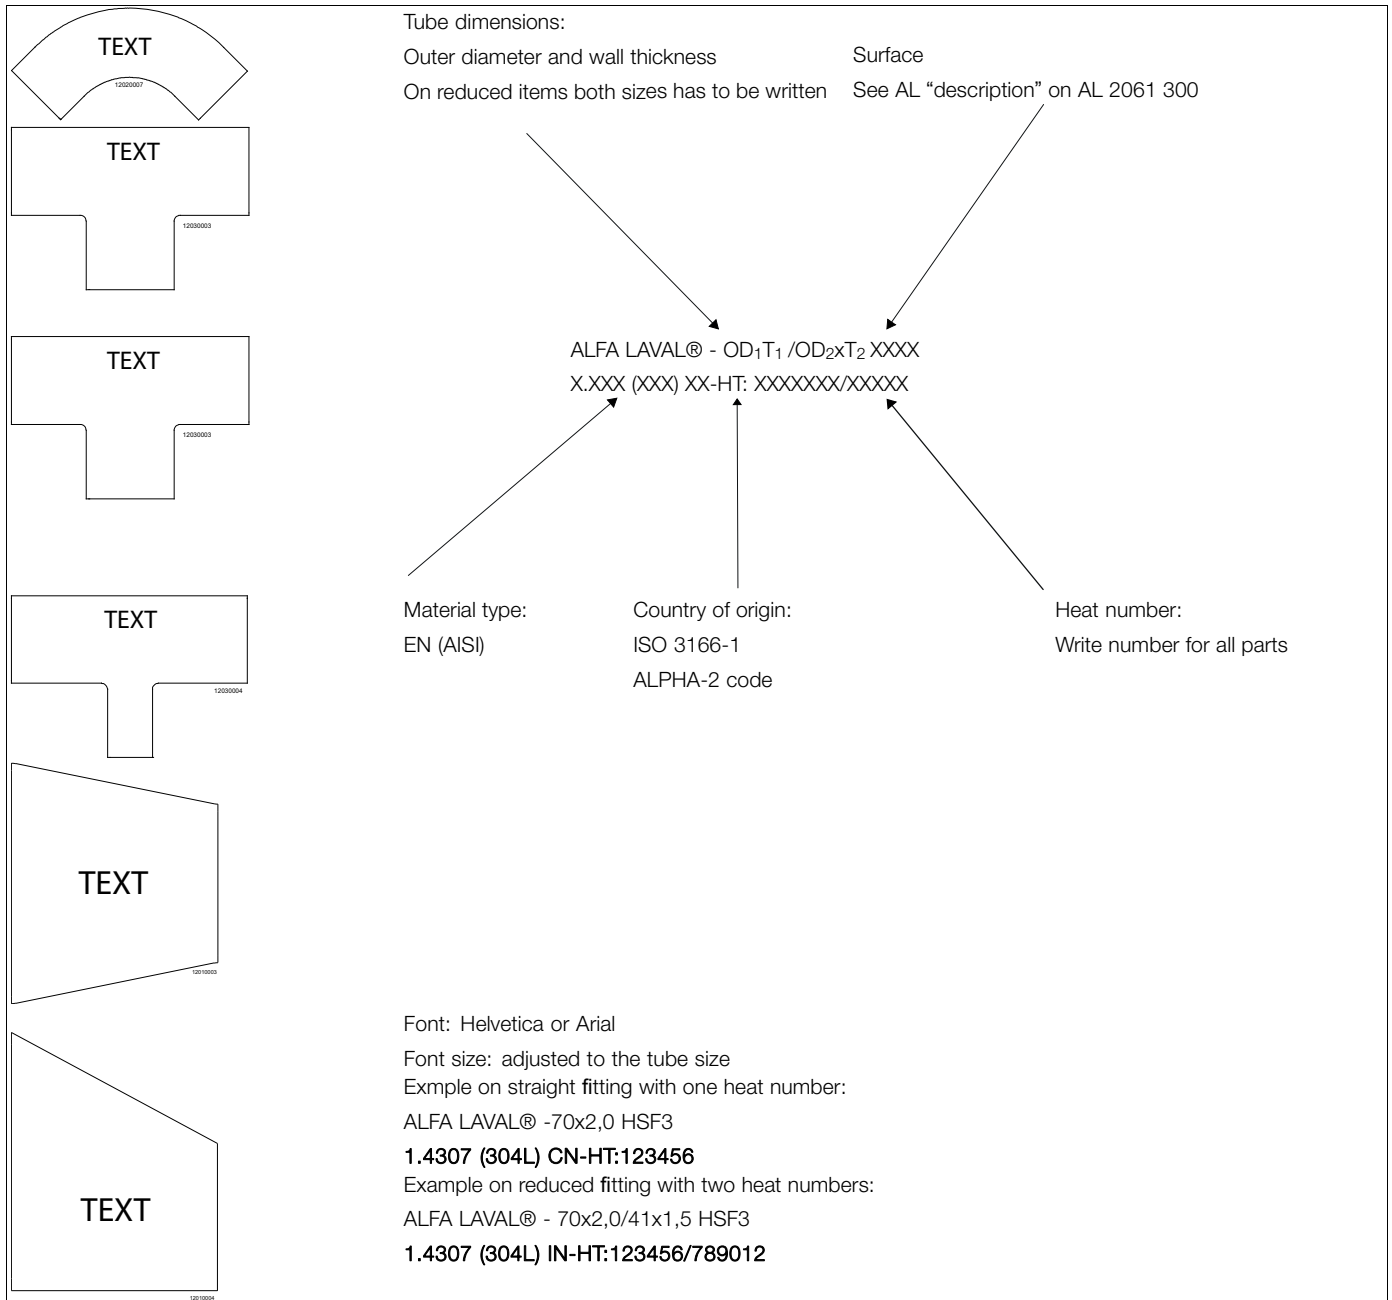 TEXT
12020007
TEXT
12030003
TEXT
12030003
TEXT
12030004
TEXT
12010003
TEXT
12010004
Tube dimensions:
Outer diameter and wall thickness
On reduced items both sizes has to be written
Surface
See AL “description” on AL 2061 300
ALFA LAVAL® - OD₁T₁ /OD₂xT₂ XXXX
X.XXX (XXX) XX-HT: XXXXXXX/XXXXX
Material type:
EN (AISI)
Country of origin:
ISO 3166-1
ALPHA-2 code
Heat number:
Write number for all parts
Font: Helvetica or Arial
Font size: adjusted to the tube size
Exmple on straight fitting with one heat number:
ALFA LAVAL® -70x2,0 HSF3
1.4307 (304L) CN-HT:123456
Example on reduced fitting with two heat numbers:
ALFA LAVAL® - 70x2,0/41x1,5 HSF3
1.4307 (304L) IN-HT:123456/789012